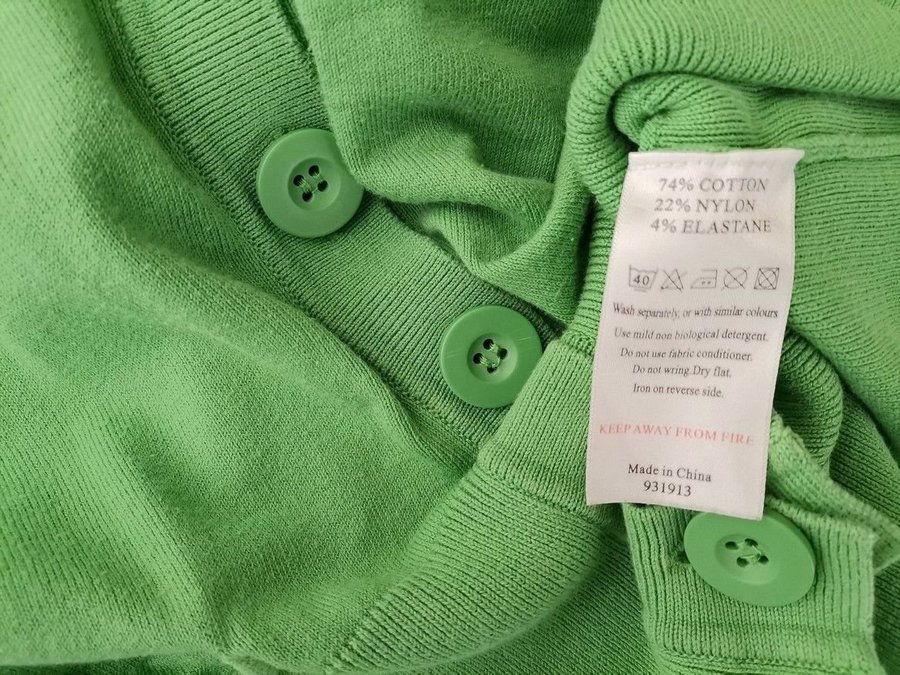 74% COTTON
22% NYLON
4% ELASTANE
40
Wash separately, or with similar colours
Use mild non biological detergent.
Do not use fabric conditioner.
Do not wring.Dry flat.
Iron on reverse side.
KEEP AWAY FROM FIRE
Made in China
931913